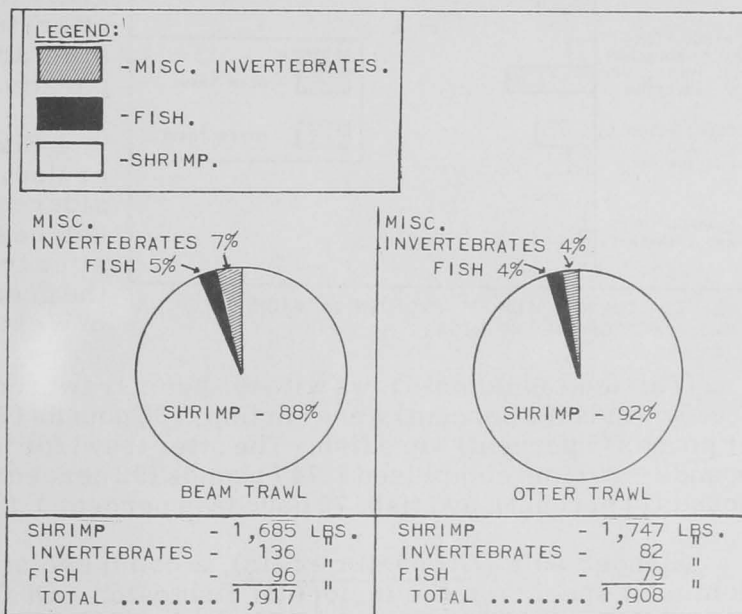 LEGEND:
-MISC. INVERTEBRATES.
-FISH.
-SHRIMP.
MISC.
INVERTEBRATES 7%
FISH 5%
SHRIMP-88%
BEAM TRAWL
MISC.
INVERTEBRATES 4%
FISH 4%
SHRIMP - 92%
OTTER TRAWL
SHRIMP - 1,685 LBS.
INVERTEBRATES - 136 "
FISH - 96 "
TOTAL ........ 1,917 "
SHRIMP - 1,747 LBS.
INVERTEBRATES - 82 "
FISH - 79 "
TOTAL ........ 1,908 "